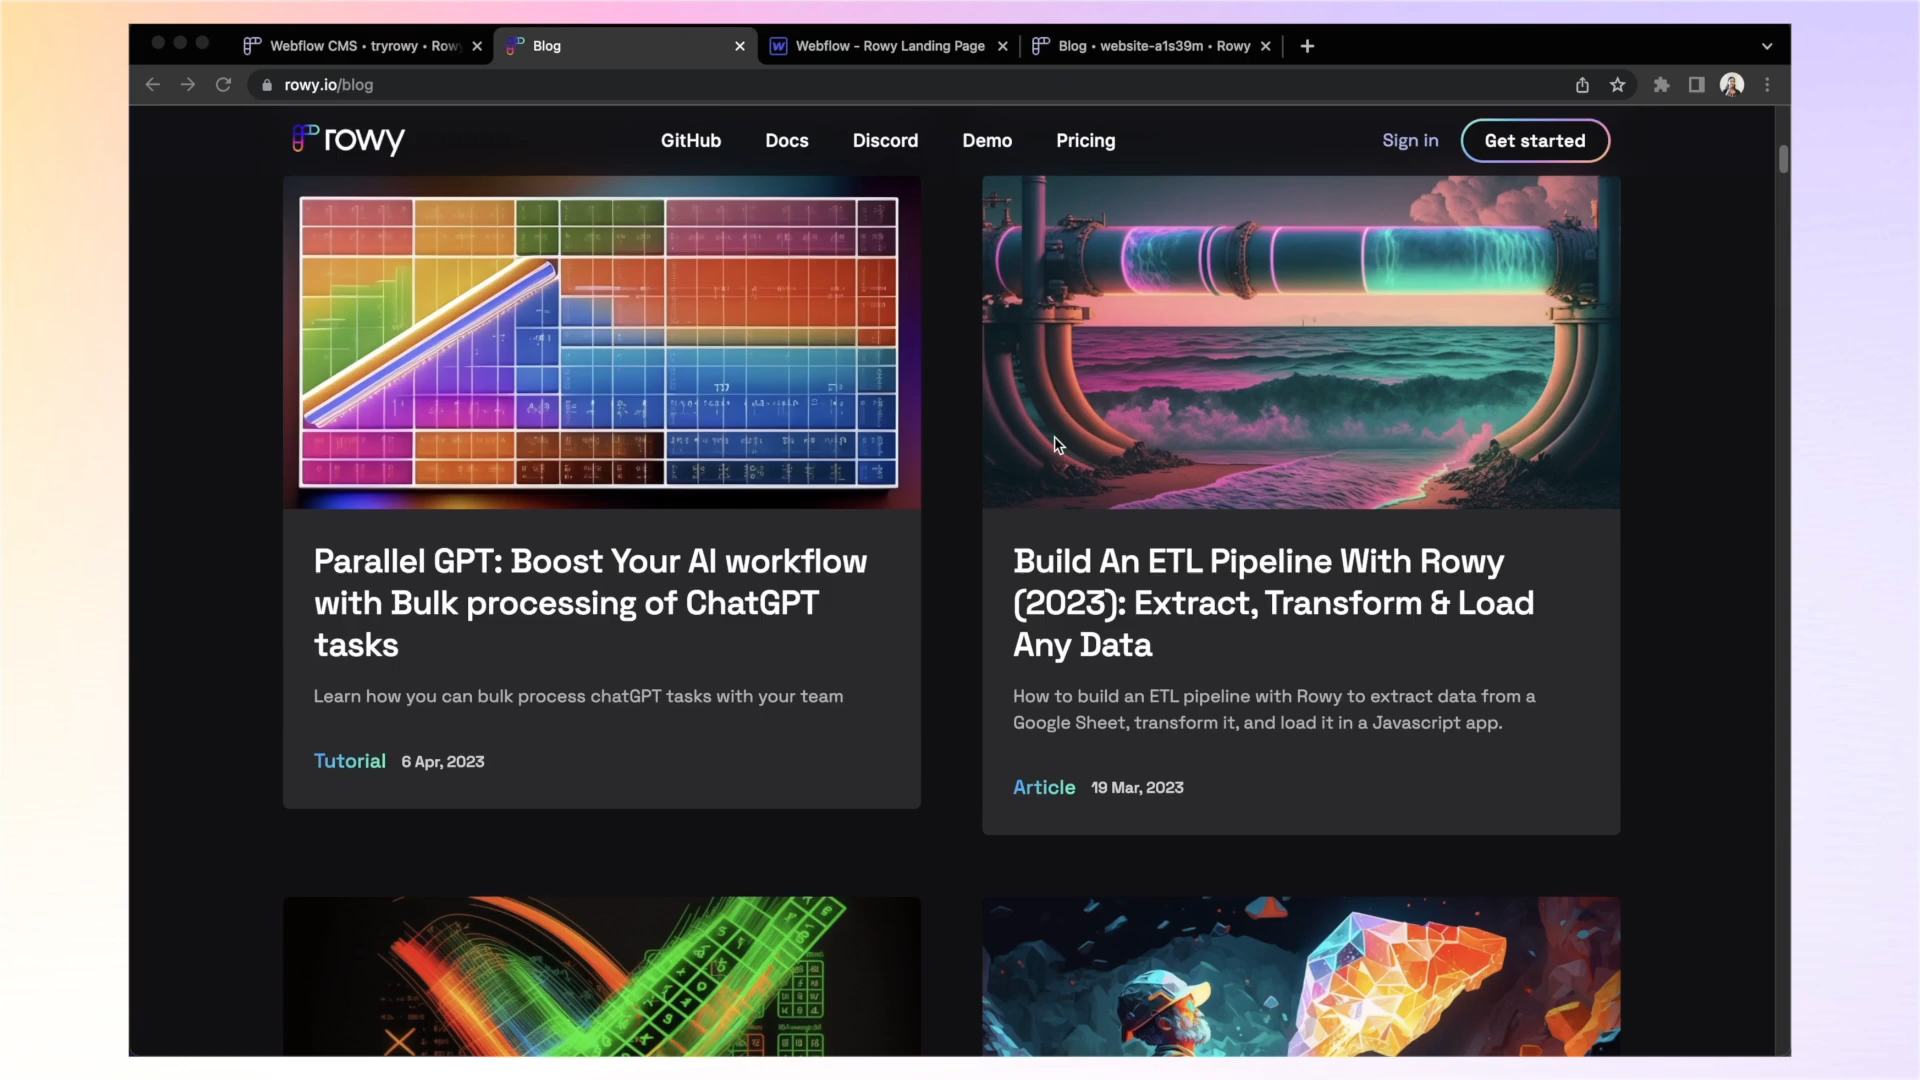 Webflow CMS • tryrowy • Rowy
Blog
Webflow - Rowy Landing Page
Blog • website-a1s39m • Rowy
rowy.io/blog
rowy
GitHub
Docs
Discord
Demo
Pricing
Sign in
Get started
Parallel GPT: Boost Your AI workflow
with Bulk processing of ChatGPT
tasks
Learn how you can bulk process chatGPT tasks with your team
Tutorial 6 Apr, 2023
Build An ETL Pipeline With Rowy
(2023): Extract, Transform & Load
Any Data
How to build an ETL pipeline with Rowy to extract data from a
Google Sheet, transform it, and load it in a Javascript app.
Article 19 Mar, 2023